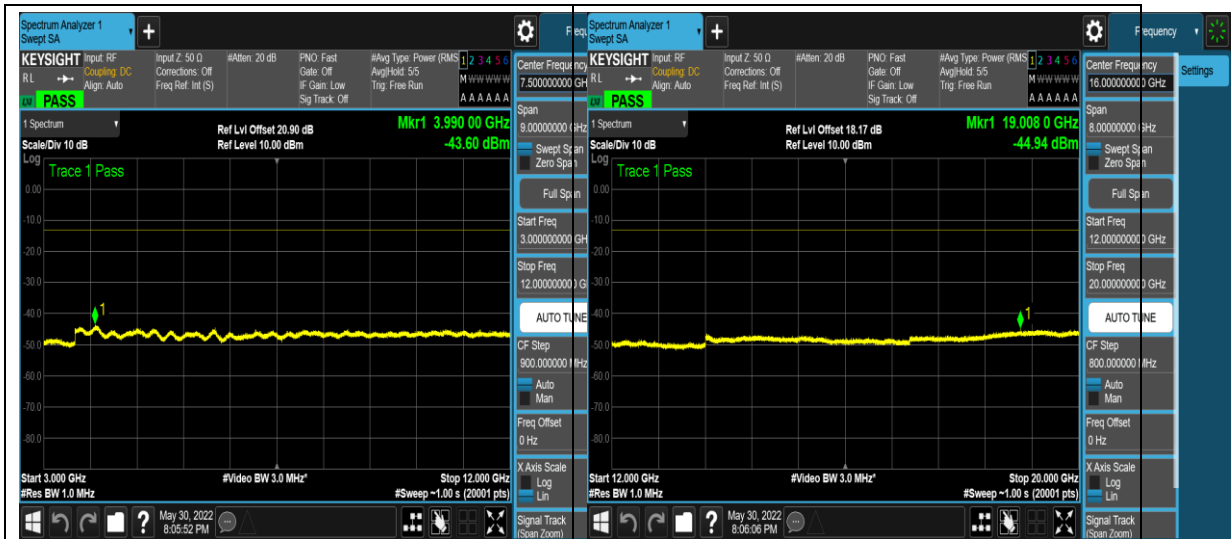 Spectrum Analyzer 1
Swept SA
+
KEYSIGHT
Input: RF
Coupling: DC
Align: Auto
Input Z: 50 Ω
Corrections: Off
Freq Ref: Int (S)
#Atten: 20 dB
PNO: Fast
Gate: Off
IF Gain: Low
Sig Track: Off
#Avg Type: Power (RMS
Avg|Hold: 5/5
Trig: Free Run
1 2 3 4 5 6
M W W W W W
A A A A A A
RL
PASS
1 Spectrum
Scale/Div 10 dB
Ref Lvl Offset 20.90 dB
Ref Level 10.00 dBm
Mkr1 3.990 00 GHz
-43.60 dBm
Log
Trace 1 Pass
0.00
-10.0
-20.0
-30.0
-40.0
-50.0
-60.0
-70.0
-80.0
1
Start 3.000 GHz
#Res BW 1.0 MHz
#Video BW 3.0 MHz*
Stop 12.000 GHz
#Sweep ~1.00 s (20001 pts)
?
May 30, 2022
8:05:52 PM
Frequ
Center Frequency
7.500000000 GH
Span
9.00000000 GHz
Swept Span
Zero Span
Full Span
Start Freq
3.000000000 GH
Stop Freq
12.000000000 G
AUTO TUNE
CF Step
900.000000 MHz
Auto
Man
Freq Offset
0 Hz
X Axis Scale
Log
Lin
Signal Track
(Span Zoom)
Spectrum Analyzer 1
Swept SA
+
KEYSIGHT
Input: RF
Coupling: DC
Align: Auto
Input Z: 50 Ω
Corrections: Off
Freq Ref: Int (S)
#Atten: 20 dB
PNO: Fast
Gate: Off
IF Gain: Low
Sig Track: Off
#Avg Type: Power (RMS
Avg|Hold: 5/5
Trig: Free Run
1 2 3 4 5 6
M W W W W W
A A A A A A
RL
PASS
1 Spectrum
Scale/Div 10 dB
Ref Lvl Offset 18.17 dB
Ref Level 10.00 dBm
Mkr1 19.008 0 GHz
-44.94 dBm
Log
Trace 1 Pass
0.00
-10.0
-20.0
-30.0
-40.0
-50.0
-60.0
-70.0
-80.0
1
Start 12.000 GHz
#Res BW 1.0 MHz
#Video BW 3.0 MHz*
Stop 20.000 GHz
#Sweep ~1.00 s (20001 pts)
?
May 30, 2022
8:06:06 PM
Frequency
Settings
Center Frequency
16.000000000 GHz
Span
8.00000000 GHz
Swept Span
Zero Span
Full Span
Start Freq
12.000000000 GHz
Stop Freq
20.000000000 GHz
AUTO TUNE
CF Step
800.000000 MHz
Auto
Man
Freq Offset
0 Hz
X Axis Scale
Log
Lin
Signal Track
(Span Zoom)